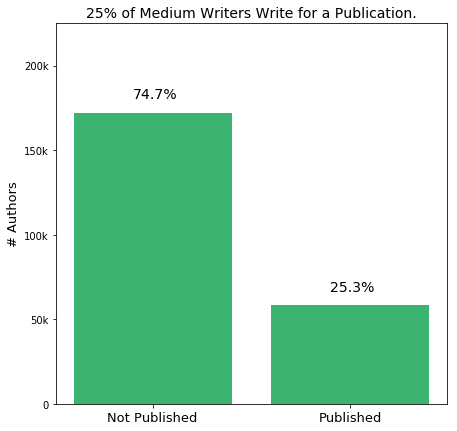 25% of Medium Writers Write for a Publication.
200k
150k
100k
50k
0
# Authors
74.7%
25.3%
Not Published
Published